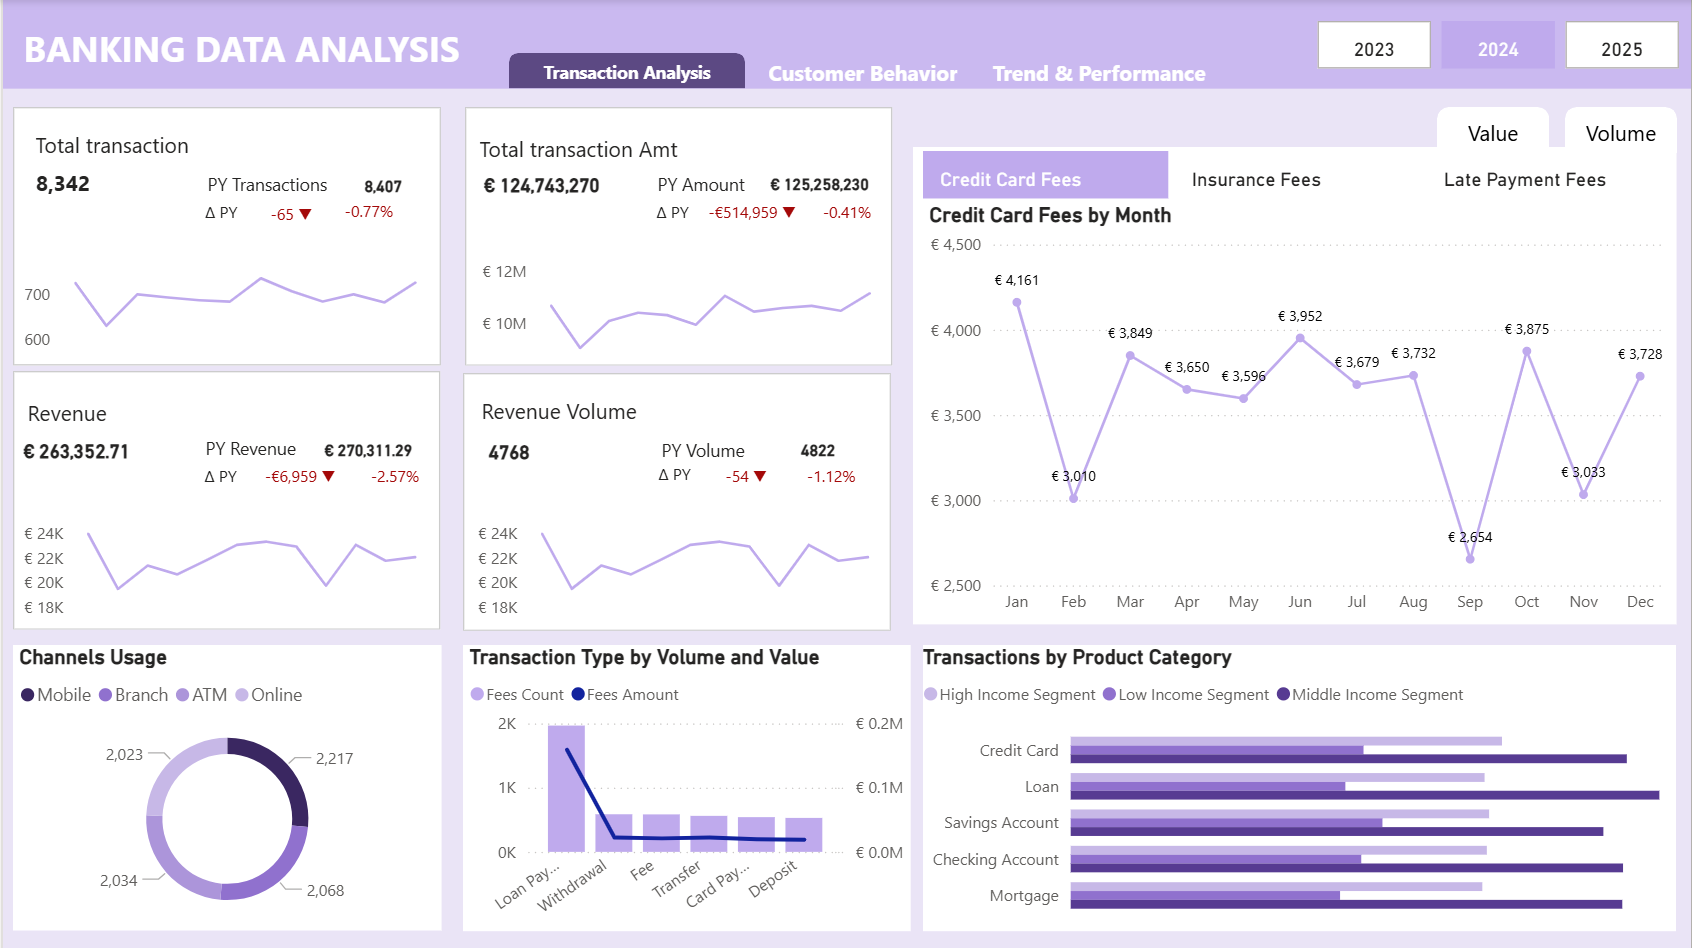 BANKING DATA ANALYSIS
Transaction Analysis
Customer Behavior
Trend & Performance
2023
2024
2025
Total transaction
8,342
PY Transactions 8,407
Δ PY -65 ▼ -0.77%
700
600
Total transaction Amt
€ 124,743,270
PY Amount € 125,258,230
Δ PY -€514,959 ▼ -0.41%
€ 12M
€ 10M
Revenue
€ 263,352.71
PY Revenue € 270,311.29
Δ PY -€6,959 ▼ -2.57%
€ 24K
€ 22K
€ 20K
€ 18K
Revenue Volume
4768
PY Volume 4822
Δ PY -54 ▼ -1.12%
€ 24K
€ 22K
€ 20K
€ 18K
Value
Volume
Credit Card Fees
Insurance Fees
Late Payment Fees
Credit Card Fees by Month
€ 4,500
€ 4,000
€ 3,500
€ 3,000
€ 2,500
€ 4,161
€ 3,010
€ 3,849
€ 3,650
€ 3,596
€ 3,952
€ 3,679
€ 3,732
€ 2,654
€ 3,875
€ 3,033
€ 3,728
Jan Feb Mar Apr May Jun Jul Aug Sep Oct Nov Dec
Channels Usage
Mobile Branch ATM Online
2,023
2,217
2,034
2,068
Transaction Type by Volume and Value
Fees Count Fees Amount
2K
1K
0K
€ 0.2M
€ 0.1M
€ 0.0M
Loan Pay...
Withdrawal
Fee
Transfer
Card Pay...
Deposit
Transactions by Product Category
High Income Segment Low Income Segment Middle Income Segment
Credit Card
Loan
Savings Account
Checking Account
Mortgage